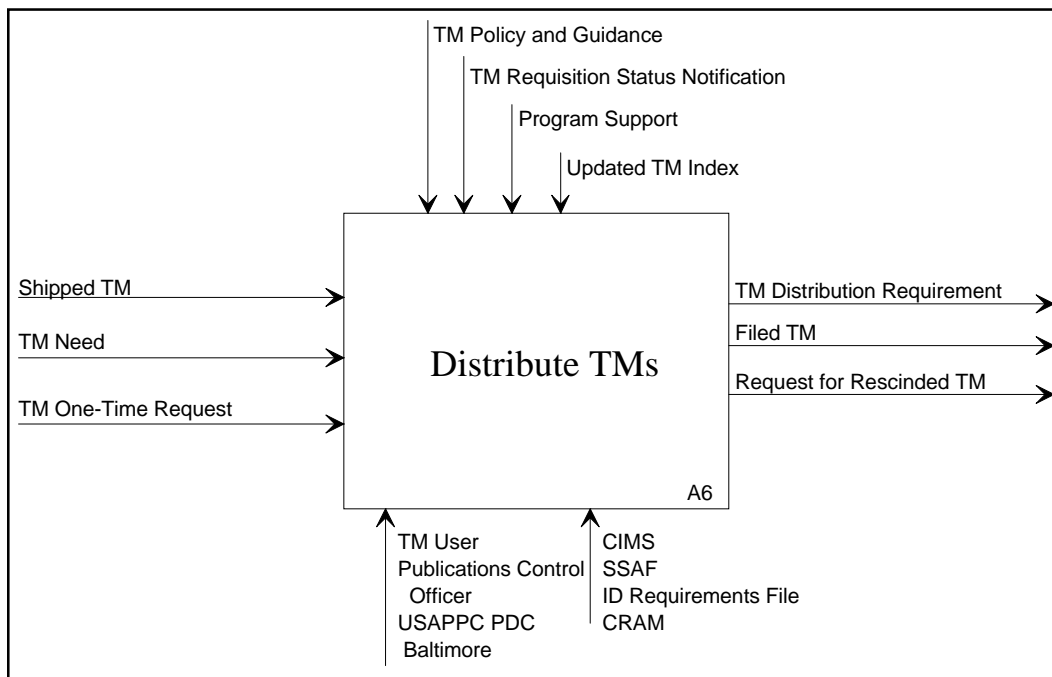 TM Policy and Guidance
TM Requisition Status Notification
Program Support
Updated TM Index
Shipped TM
TM Need
TM One-Time Request
Distribute TMs
A6
TM Distribution Requirement
Filed TM
Request for Rescinded TM
TM User
Publications Control
Officer
USAPPC PDC
Baltimore
CIMS
SSAF
ID Requirements File
CRAM